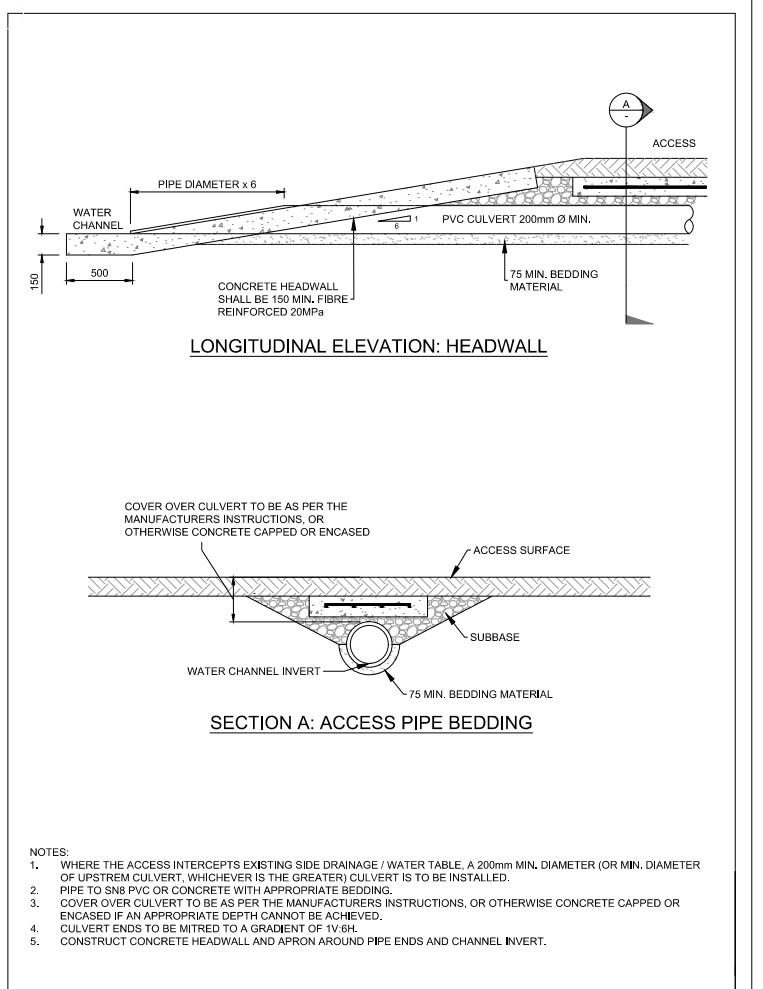 A
-
ACCESS
PIPE DIAMETER x 6
WATER
CHANNEL
1
6
PVC CULVERT 200mm Ø MIN.
150
500
CONCRETE HEADWALL
SHALL BE 150 MIN. FIBRE
REINFORCED 20MPa
75 MIN. BEDDING
MATERIAL
LONGITUDINAL ELEVATION: HEADWALL
COVER OVER CULVERT TO BE AS PER THE
MANUFACTURERS INSTRUCTIONS, OR
OTHERWISE CONCRETE CAPPED OR ENCASED
ACCESS SURFACE
SUBBASE
WATER CHANNEL INVERT
75 MIN. BEDDING MATERIAL
SECTION A: ACCESS PIPE BEDDING
NOTES:
1. WHERE THE ACCESS INTERCEPTS EXISTING SIDE DRAINAGE / WATER TABLE, A 200mm MIN. DIAMETER (OR MIN. DIAMETER
OF UPSTREM CULVERT, WHICHEVER IS THE GREATER) CULVERT IS TO BE INSTALLED.
2. PIPE TO SN8 PVC OR CONCRETE WITH APPROPRIATE BEDDING.
3. COVER OVER CULVERT TO BE AS PER THE MANUFACTURERS INSTRUCTIONS, OR OTHERWISE CONCRETE CAPPED OR
ENCASED IF AN APPROPRIATE DEPTH CANNOT BE ACHIEVED.
4. CULVERT ENDS TO BE MITRED TO A GRADIENT OF 1V:6H.
5. CONSTRUCT CONCRETE HEADWALL AND APRON AROUND PIPE ENDS AND CHANNEL INVERT.